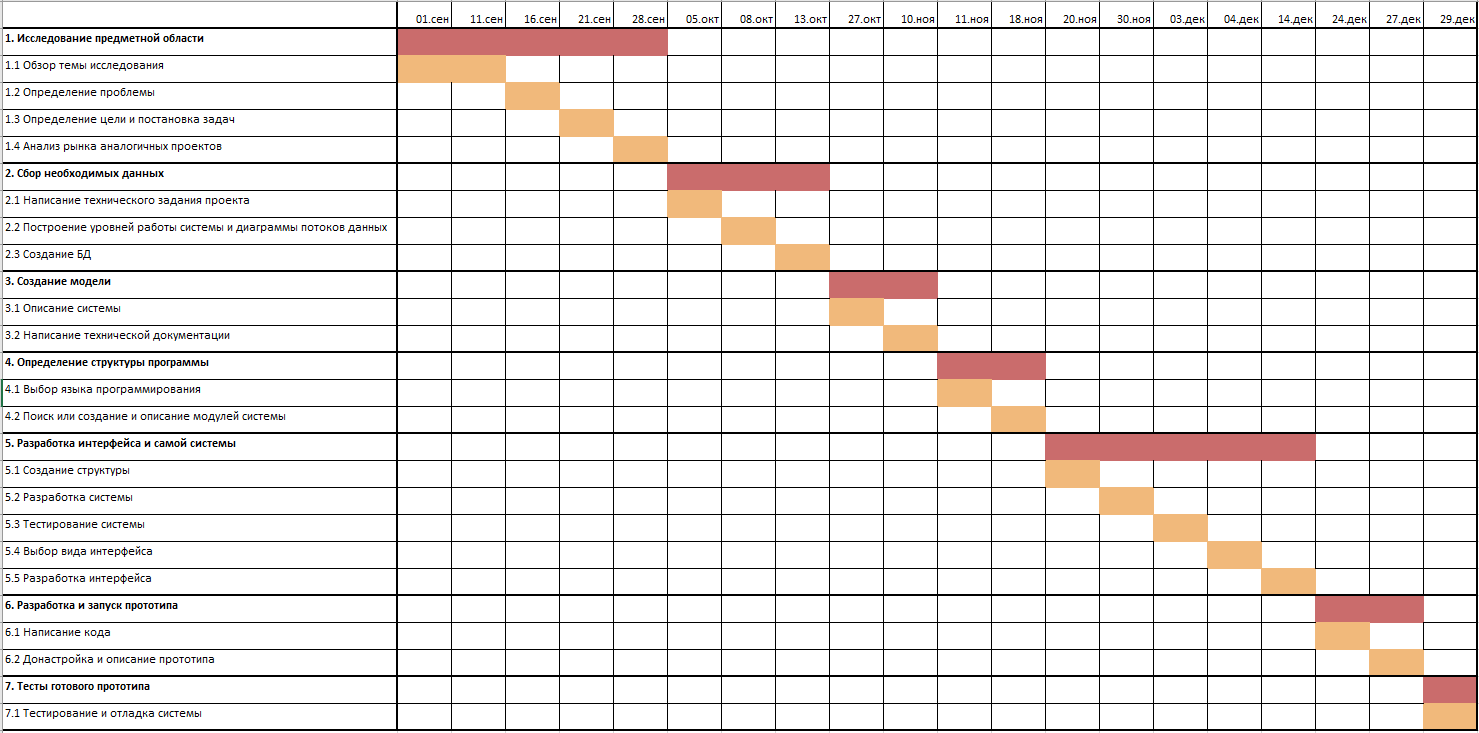 01.сен 11.сен 16.сен 21.сен 28.сен 05.окт 08.окт 13.окт 27.окт 10.ноя 11.ноя 18.ноя 20.ноя 30.ноя 03.дек 04.дек 14.дек 24.дек 27.дек 29.дек
1. Исследование предметной области
1.1 Обзор темы исследования
1.2 Определение проблемы
1.3 Определение цели и постановка задач
1.4 Анализ рынка аналогичных проектов
2. Сбор необходимых данных
2.1 Написание технического задания проекта
2.2 Построение уровней работы системы и диаграммы потоков данных
2.3 Создание БД
3. Создание модели
3.1 Описание системы
3.2 Написание технической документации
4. Определение структуры программы
4.1 Выбор языка программирования
4.2 Поиск или создание и описание модулей системы
5. Разработка интерфейса и самой системы
5.1 Создание структуры
5.2 Разработка системы
5.3 Тестирование системы
5.4 Выбор вида интерфейса
5.5 Разработка интерфейса
6. Разработка и запуск прототипа
6.1 Написание кода
6.2 Донастройка и описание прототипа
7. Тесты готового прототипа
7.1 Тестирование и отладка системы